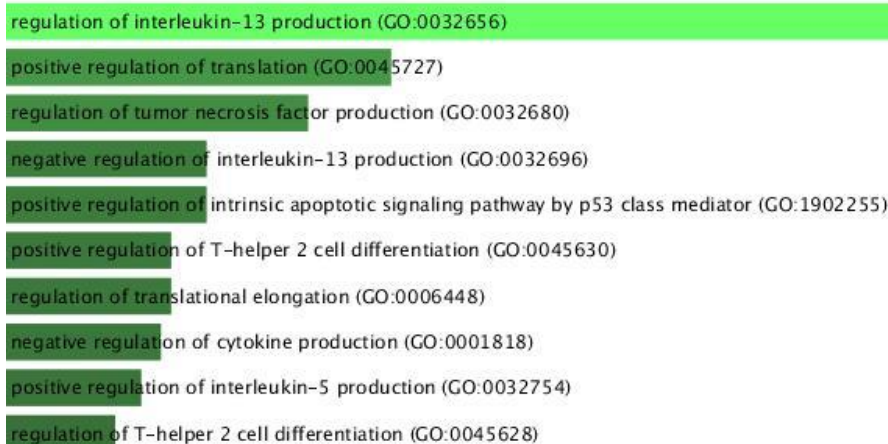 regulation of interleukin-13 production (GO:0032656)
positive regulation of translation (GO:0045727)
regulation of tumor necrosis factor production (GO:0032680)
negative regulation of interleukin-13 production (GO:0032696)
positive regulation of intrinsic apoptotic signaling pathway by p53 class mediator (GO:1902255)
positive regulation of T-helper 2 cell differentiation (GO:0045630)
regulation of translational elongation (GO:0006448)
negative regulation of cytokine production (GO:0001818)
positive regulation of interleukin-5 production (GO:0032754)
regulation of T-helper 2 cell differentiation (GO:0045628)